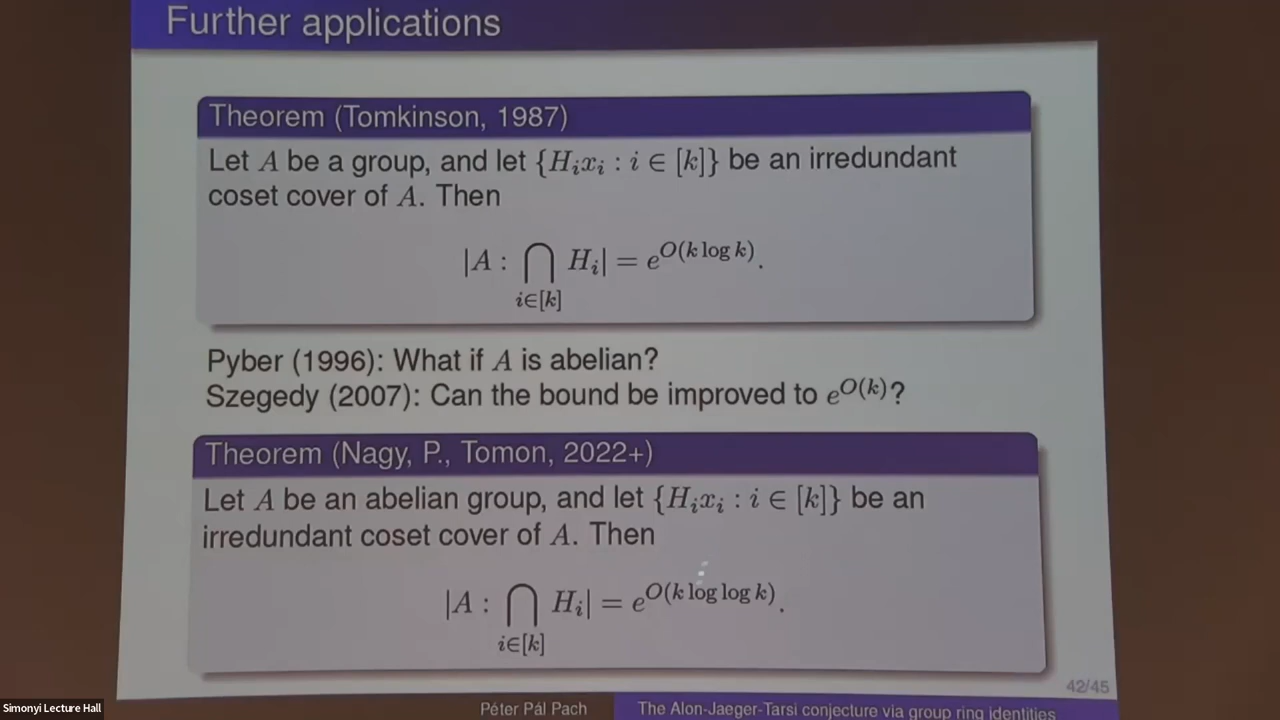 Further applications
Theorem (Tomkinson, 1987)
Let A be a group, and let {H_i x_i : i ∈ [k]} be an irredundant
coset cover of A. Then
|A : ⋂_{i∈[k]} H_i| = e^{O(k log k)}.
Pyber (1996): What if A is abelian?
Szegedy (2007): Can the bound be improved to e^{O(k)}?
Theorem (Nagy, P., Tomon, 2022+)
Let A be an abelian group, and let {H_i x_i : i ∈ [k]} be an
irredundant coset cover of A. Then
|A : ⋂_{i∈[k]} H_i| = e^{O(k log log k)}.
42/45
Simonyi Lecture Hall
Péter Pál Pach
The Alon-Jaeger-Tarsi conjecture via group ring identities